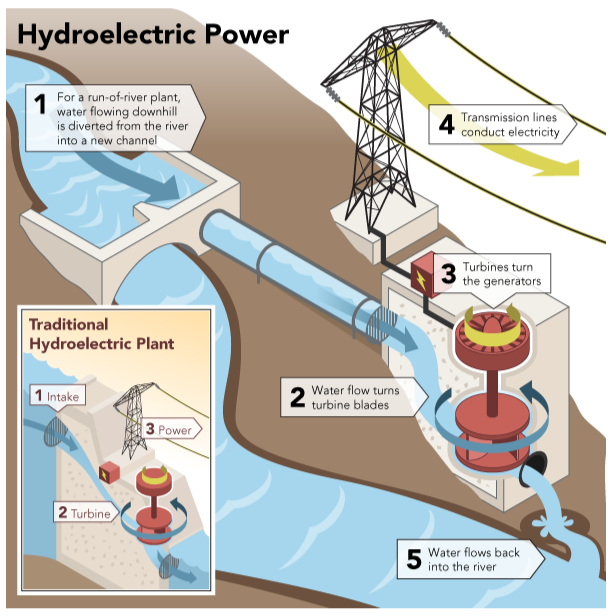 Hydroelectric Power
1 For a run-of-river plant,
water flowing downhill
is diverted from the river
into a new channel
4 Transmission lines
conduct electricity
3 Turbines turn
the generators
2 Water flow turns
turbine blades
5 Water flows back
into the river
Traditional
Hydroelectric Plant
1 Intake
3 Power
2 Turbine